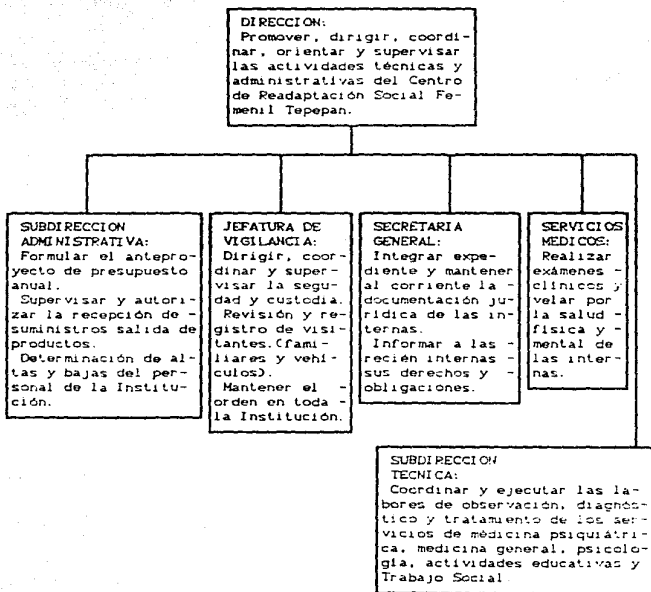 DIRECCION:
Promover, dirigir, coordi-
nar, orientar y supervisar
las actividades técnicas y
administrativas del Centro
de Readaptación Social Fe-
menil Tepepan.
SUBDIRECCION
ADMINISTRATIVA:
Formular el antepro-
yecto de presupuesto
anual.
Supervisar y autori-
zar la recepción de -
suministros salida de
productos.
Determinación de al-
tas y bajas del per-
sonal de la Institu-
ción.
JEFATURA DE
VIGILANCIA:
Dirigir, coor-
dinar y super-
visar la segu-
dad y custodia.
Revisión y re-
gistro de visi-
tantes.(fami-
liares y vehí-
culos).
Mantener el -
orden en toda -
la Institución.
SECRETARIA
GENERAL:
Integrar expe-
diente y mantener
al corriente la -
documentación ju-
rídica de las in-
ternas.
Informar a las -
recién internas -
sus derechos y -
obligaciones.
SERVICIOS
MEDICOS:
Realizar
exámenes -
clínicos y
velar por
la salud -
física y -
mental de
las inter-
nas.
SUBDIRECCION
TECNICA:
Coordinar y ejecutar las la-
bores de observación, diagnós-
tico y tratamiento de los ser-
vicios de médicina psiquiátri-
ca, medicina general, psicolo-
gía, actividades educativas y
Trabajo Social.